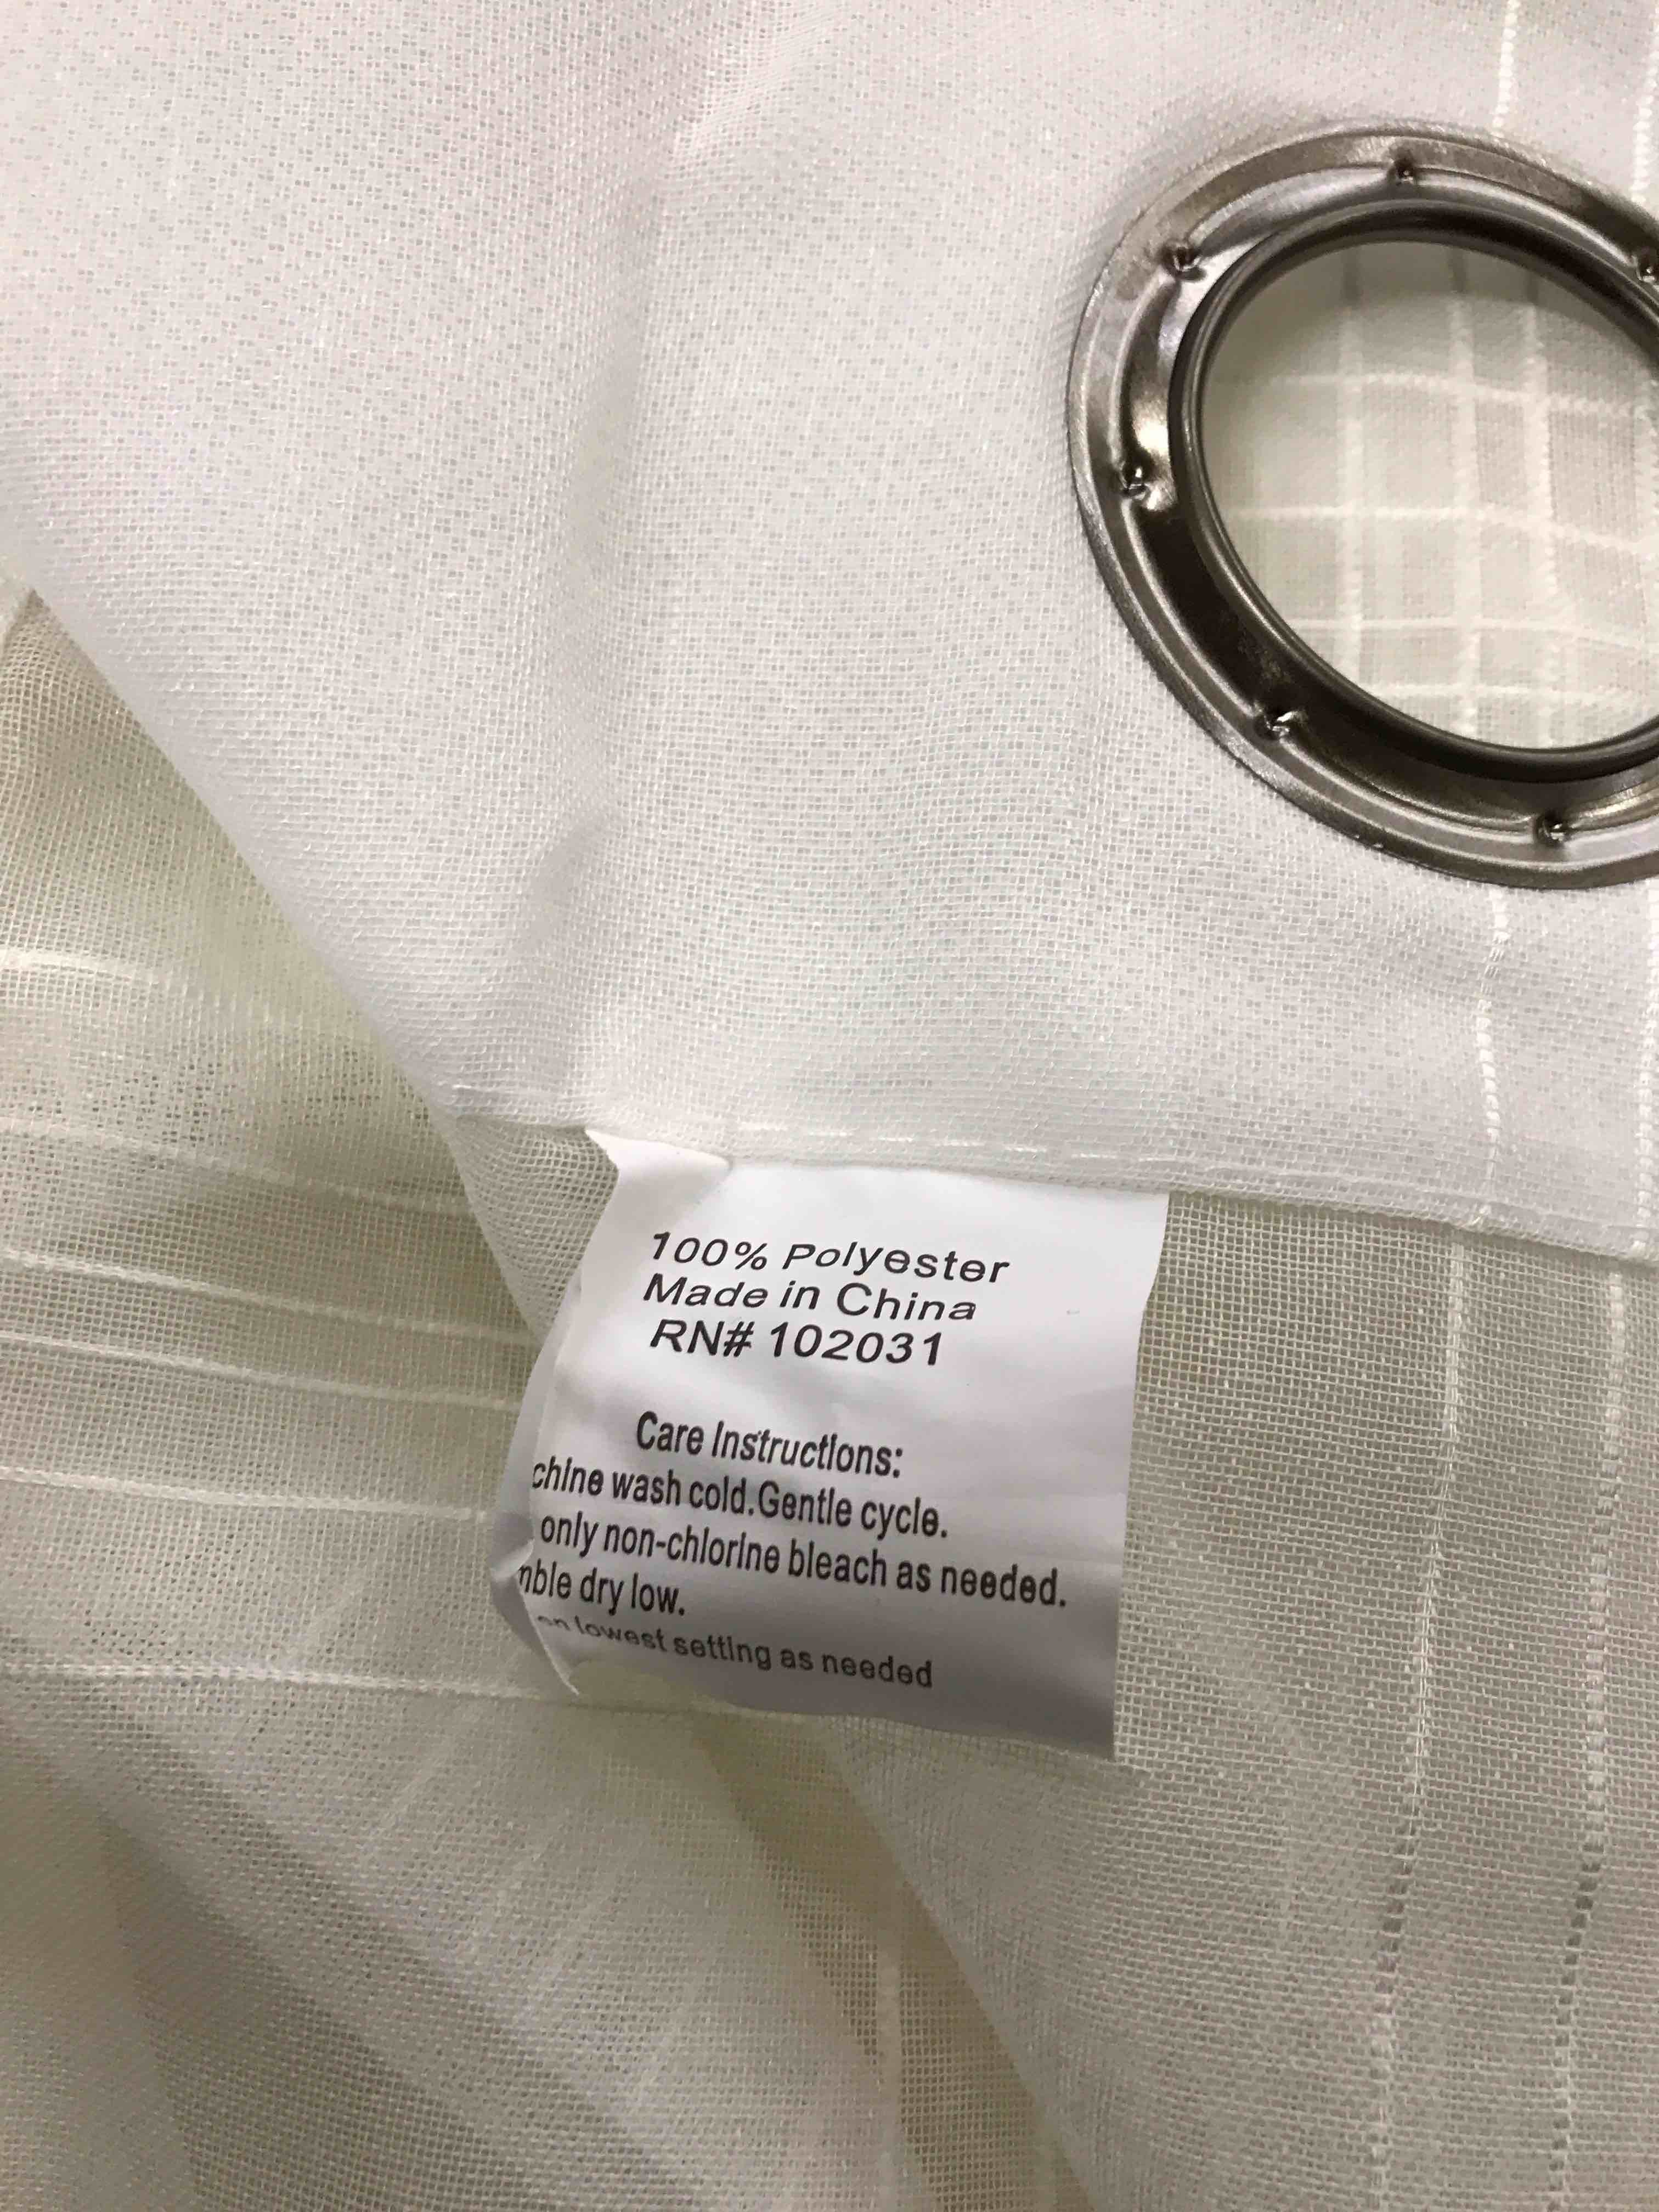 100% Polyester
Made in China
RN# 102031
Care Instructions:
chine wash cold.Gentle cycle.
only non-chlorine bleach as needed.
mble dry low.
on lowest setting as needed